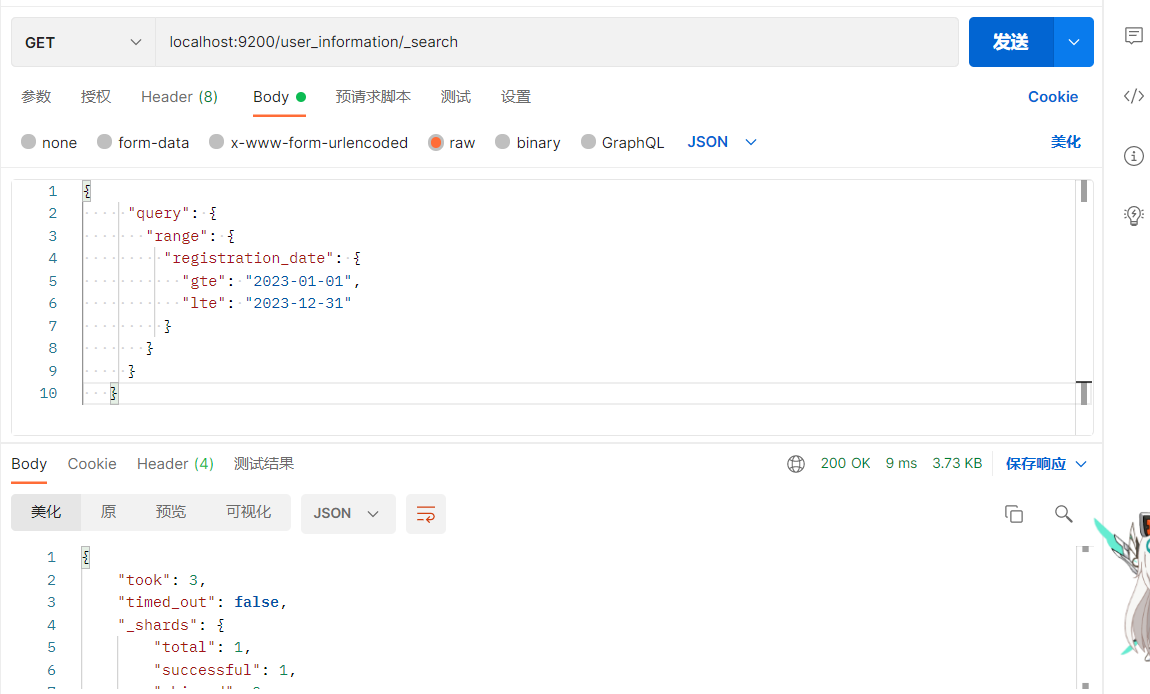 GET localhost:9200/user_information/_search 发送
参数 授权 Header (8) Body 预请求脚本 测试 设置 Cookie
none form-data x-www-form-urlencoded raw binary GraphQL JSON 美化
1 {
2 "query": {
3 "range": {
4 "registration_date": {
5 "gte": "2023-01-01",
6 "lte": "2023-12-31"
7 }
8 }
9 }
10 }
Body Cookie Header (4) 测试结果 200 OK 9 ms 3.73 KB 保存响应
美化 原 预览 可视化 JSON
1 {
2 "took": 3,
3 "timed_out": false,
4 "_shards": {
5 "total": 1,
6 "successful": 1,